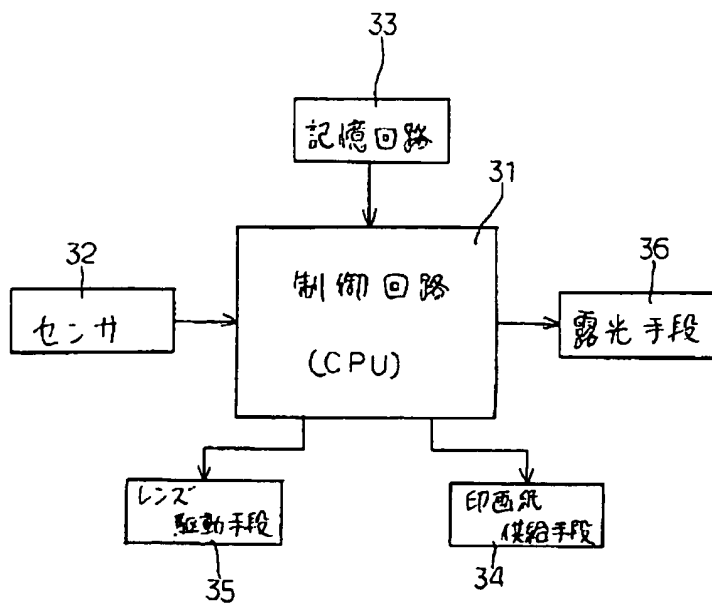 33
記憶回路
31
32
制御回路
36
センサ
(CPU)
露光手段
レンズ
駆動手段
印画紙
供給手段
35
34